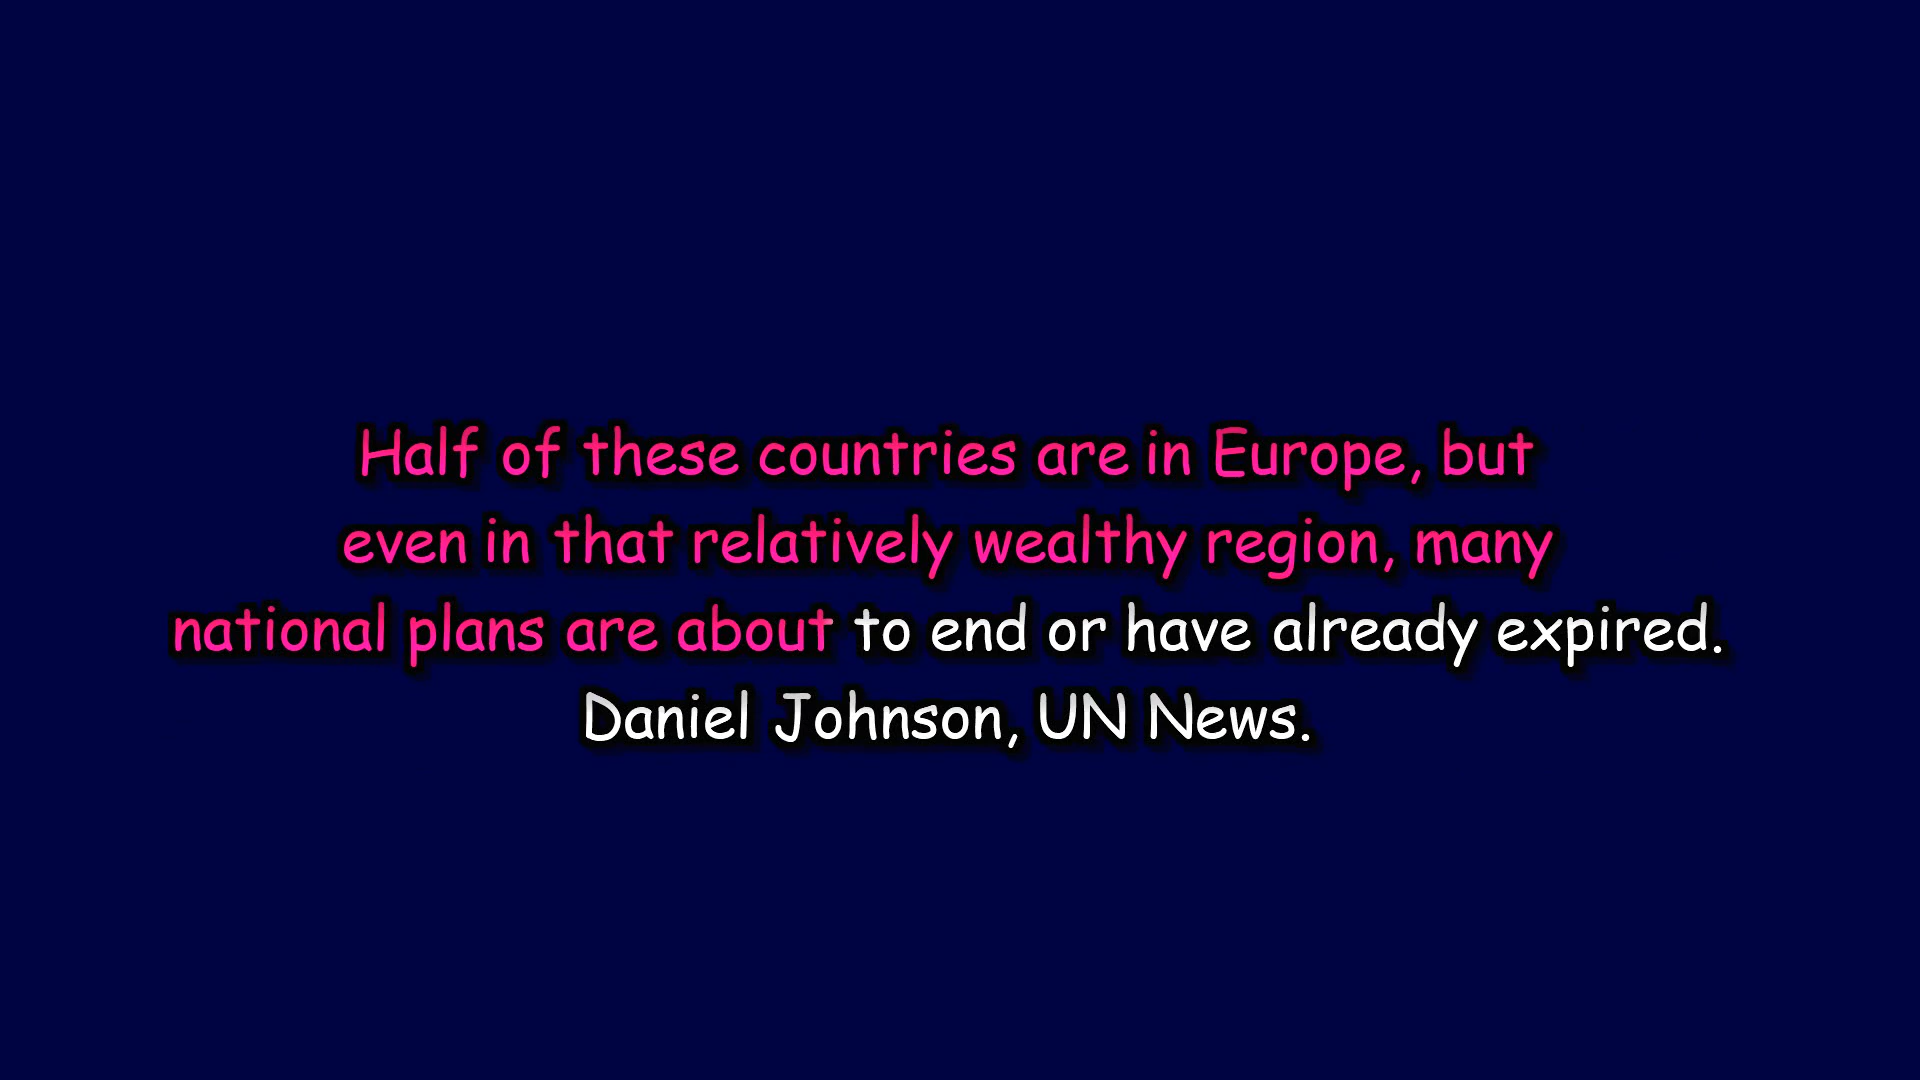 Half of these countries are in Europe, but
even in that relatively wealthy region, many
national plans are about to end or have already expired.
Daniel Johnson, UN News.